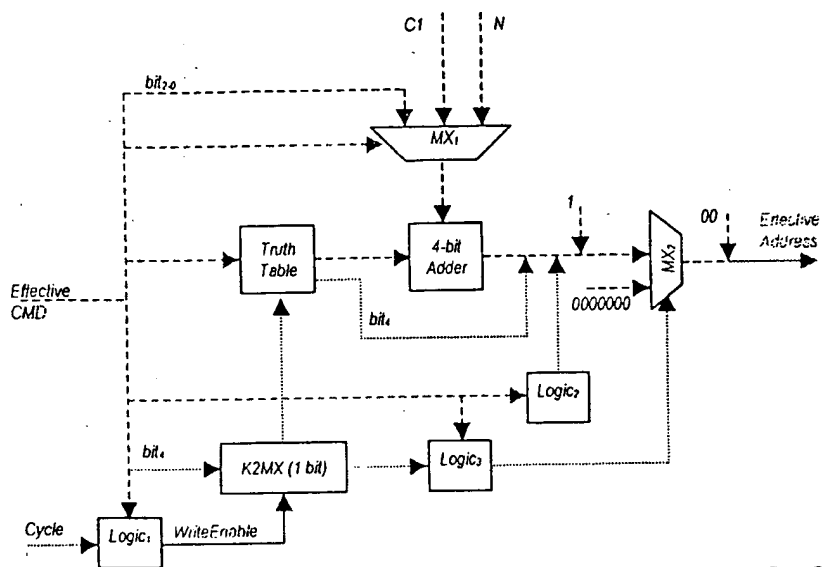 C1 N
bit2-0
MX1
1
00
Effective
Address
Truth
Table
4-bit
Adder
MX2
Effective
CMD
0000000
bit4
Logic2
bit4
K2MX (1 bit)
Logic3
Cycle
Logic1
WriteEnable